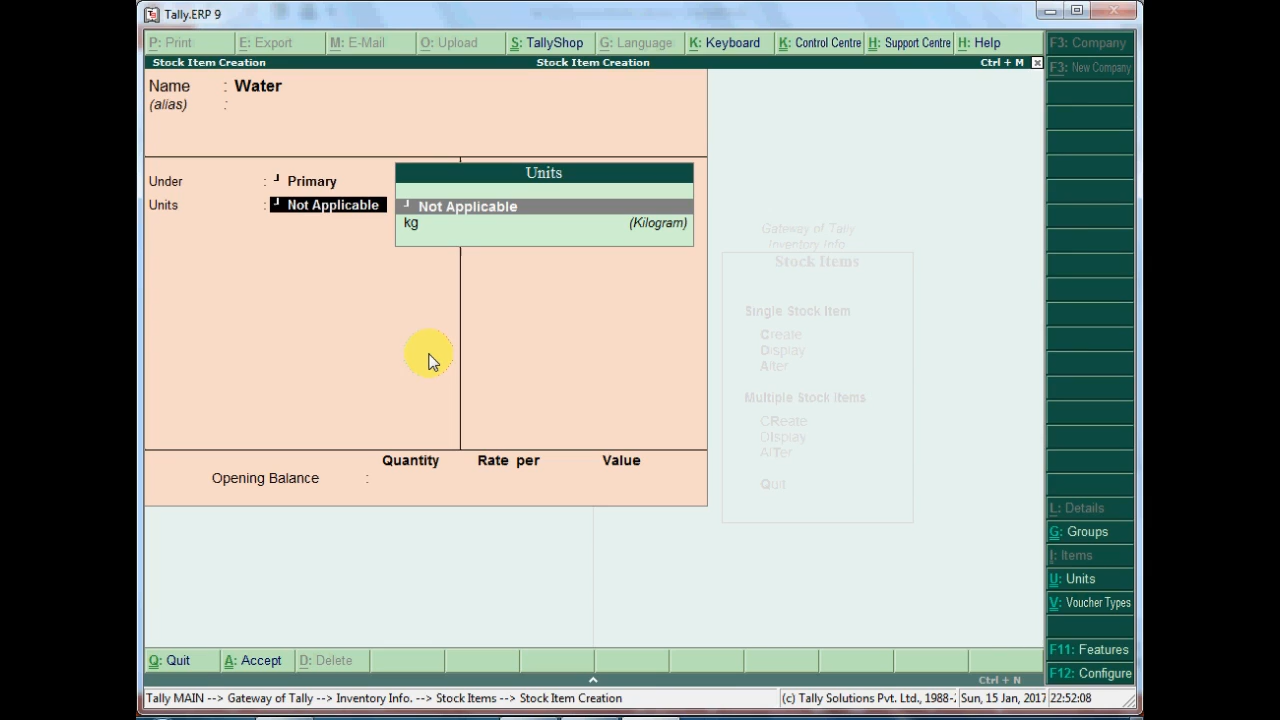 Tally.ERP 9
P: Print E: Export M: E-Mail O: Upload S: TallyShop G: Language K: Keyboard K: Control Centre H: Support Centre H: Help
Stock Item Creation Stock Item Creation Ctrl + M
Name : Water
(alias) :
Under : Primary
Units : Not Applicable
Units
Not Applicable
kg (Kilogram)
Quantity Rate per Value
Opening Balance :
Gateway of Tally
Inventory Info.
Stock Items
Single Stock Item
Create
Display
Alter
Multiple Stock Items
CReate
DIsplay
AlTer
Quit
F3: Company
F3: New Company
L: Details
G: Groups
I: Items
U: Units
V: Voucher Types
F11: Features
F12: Configure
Q: Quit A: Accept D: Delete
Ctrl + N
Tally MAIN --> Gateway of Tally --> Inventory Info. --> Stock Items --> Stock Item Creation (c) Tally Solutions Pvt. Ltd., 1988-2 Sun, 15 Jan, 2017 22:52:08